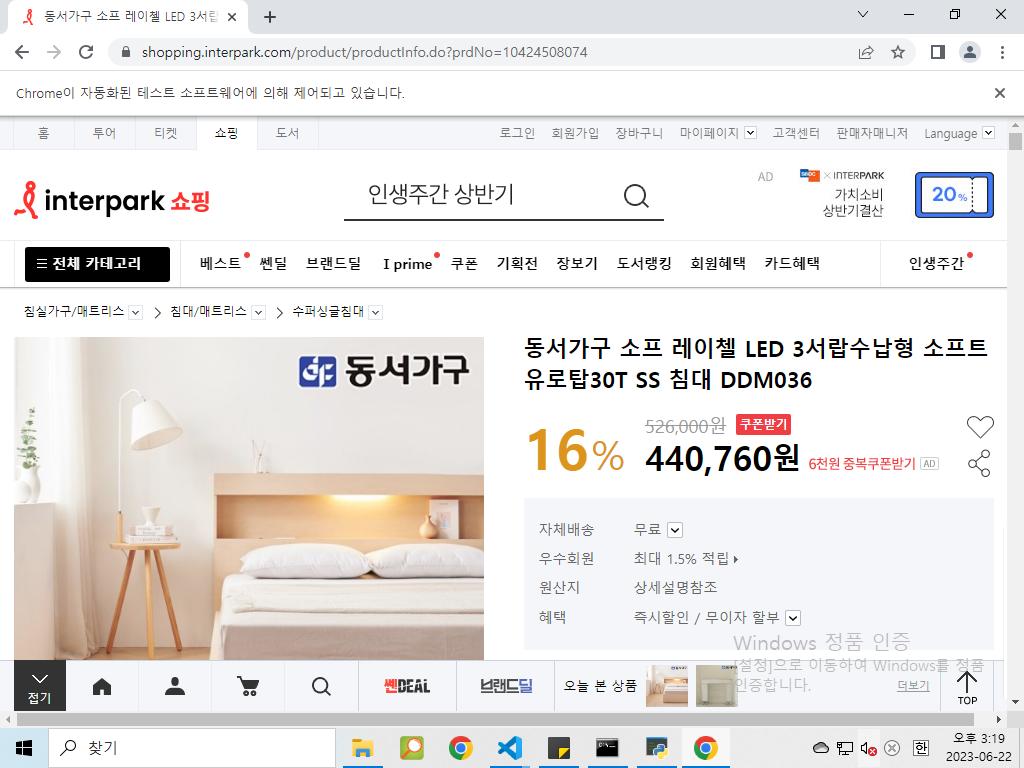 동서가구 소프 레이첼 LED 3서랍
shopping.interpark.com/product/productInfo.do?prdNo=10424508074
Chrome이 자동화된 테스트 소프트웨어에 의해 제어되고 있습니다.
홈 투어 티켓 쇼핑 도서 로그인 회원가입 장바구니 마이페이지 고객센터 판매자매니저 Language
interpark 쇼핑 인생주간 상반기 AD × INTERPARK
가치소비
상반기결산
20%
전체 카테고리 베스트 쎈딜 브랜드딜 I prime 쿠폰 기획전 장보기 도서랭킹 회원혜택 카드혜택 인생주간
침실가구/매트리스 침대/매트리스 수퍼싱글침대
동서가구
동서가구 소프 레이첼 LED 3서랍수납형 소프트
유로탑30T SS 침대 DDM036
16% 526,000원 쿠폰받기
440,760원 6천원 중복쿠폰받기 AD
자체배송 무료
우수회원 최대 1.5% 적립
원산지 상세설명참조
혜택 즉시할인 / 무이자 할부
Windows 정품 인증
[설정]으로 이동하여 Windows를 정품
인증합니다.
접기 쎈DEAL 브랜드딜 오늘 본 상품 더보기 TOP
찾기 한 오후 3:19
2023-06-22